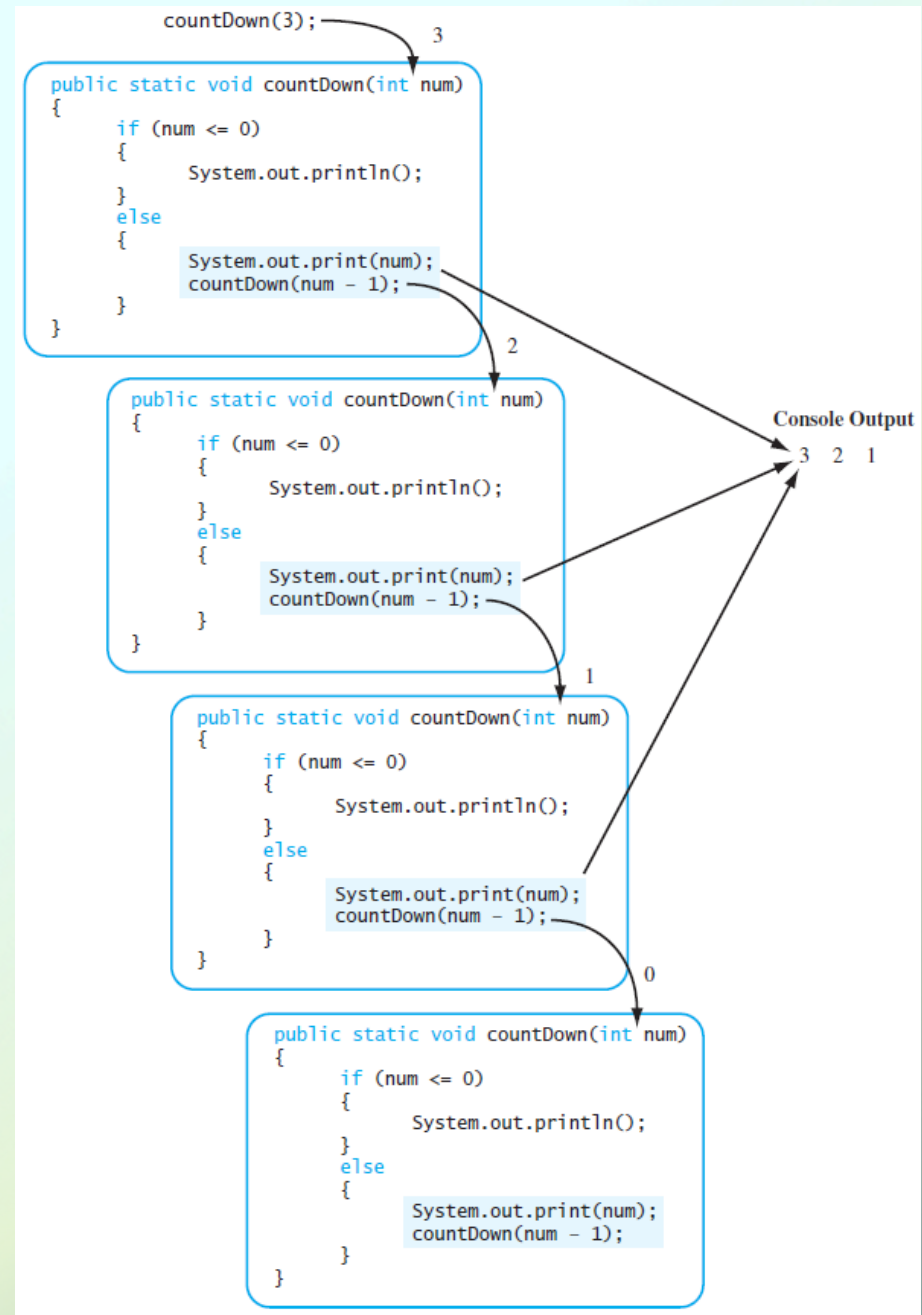 countDown(3);
3
public static void countDown(int num)
{
if (num <= 0)
{
System.out.println();
}
else
{
System.out.print(num);
countDown(num – 1);
}
}
2
public static void countDown(int num)
{
if (num <= 0)
{
System.out.println();
}
else
{
System.out.print(num);
countDown(num – 1);
}
}
Console Output
3 2 1
1
public static void countDown(int num)
{
if (num <= 0)
{
System.out.println();
}
else
{
System.out.print(num);
countDown(num – 1);
}
}
0
public static void countDown(int num)
{
if (num <= 0)
{
System.out.println();
}
else
{
System.out.print(num);
countDown(num – 1);
}
}